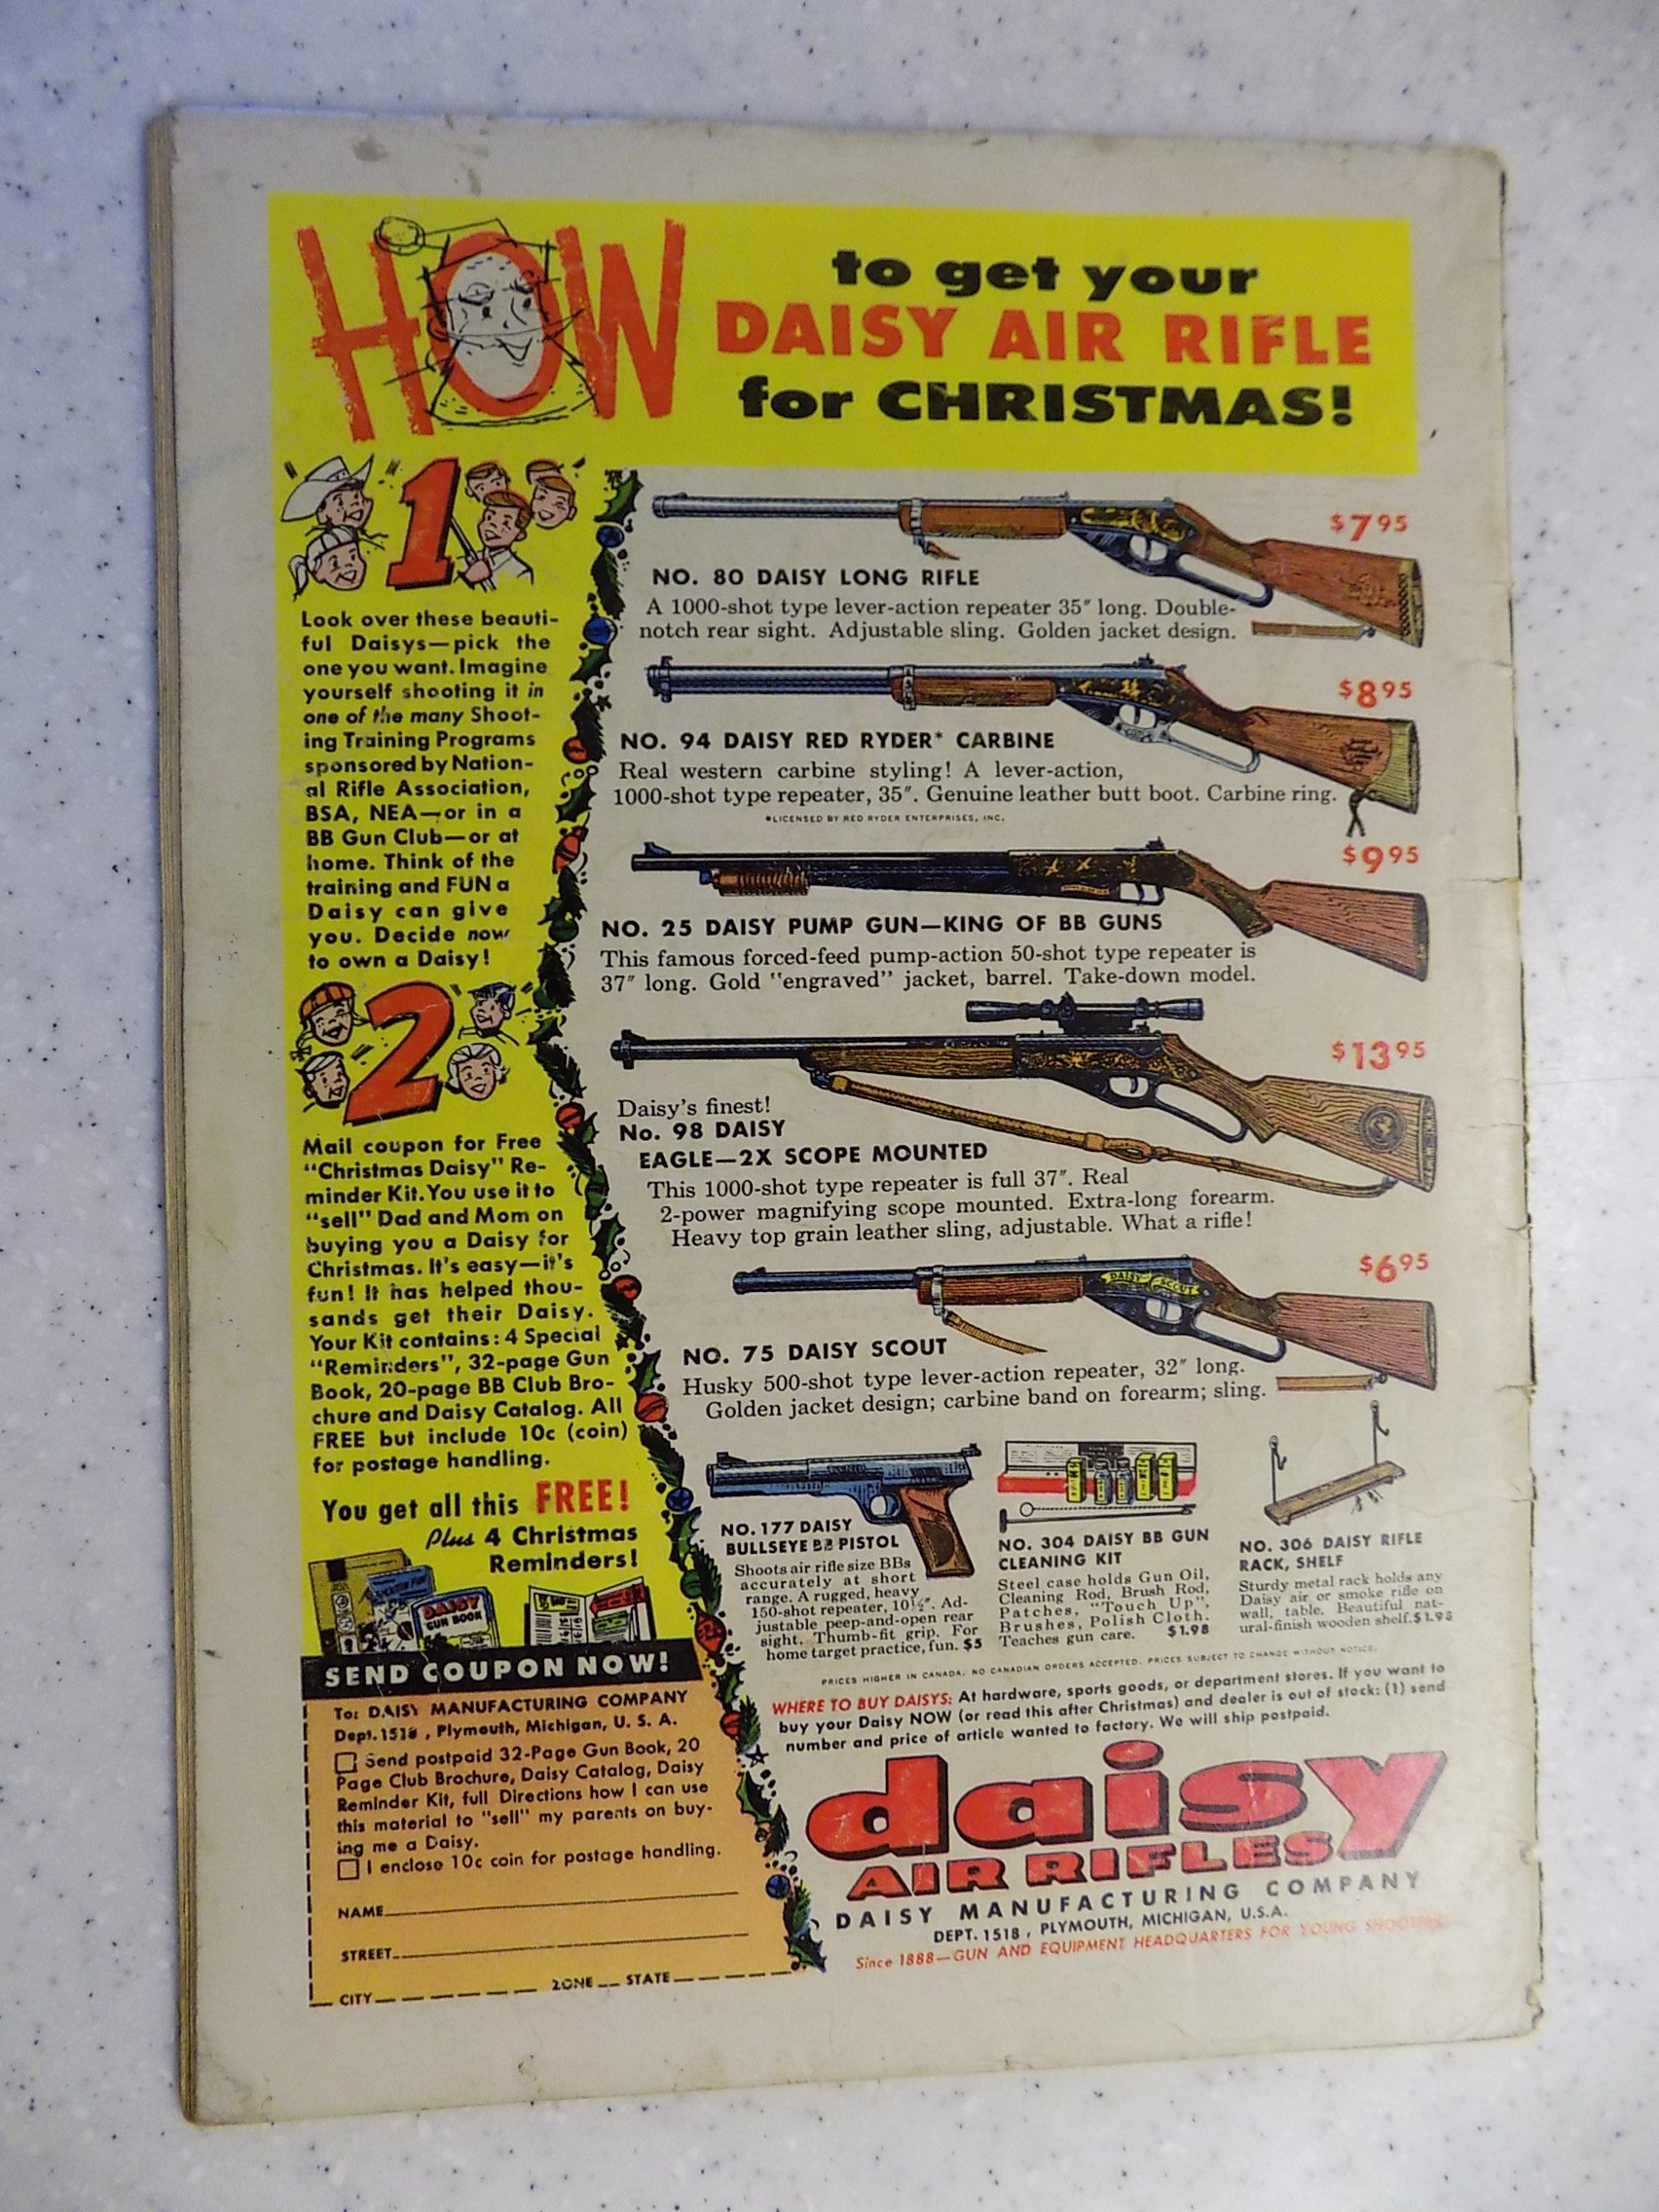 HOW
to get your
DAISY AIR RIFLE
for CHRISTMAS!
1
Look over these beauti-
ful Daisys—pick the
one you want. Imagine
yourself shooting it in
one of the many Shoot-
ing Training Programs
sponsored by Nation-
al Rifle Association,
BSA, NEA—or in a
BB Gun Club—or at
home. Think of the
training and FUN a
Daisy can give
you. Decide now
to own a Daisy!
2
Mail coupon for Free
“Christmas Daisy” Re-
minder Kit. You use it to
“sell” Dad and Mom on
buying you a Daisy for
Christmas. It's easy—it's
fun! It has helped thou-
sands get their Daisy.
Your Kit contains: 4 Special
“Reminders”, 32-page Gun
Book, 20-page BB Club Bro-
chure and Daisy Catalog. All
FREE but include 10c (coin)
for postage handling.
You get all this FREE!
Plus 4 Christmas
Reminders!
DAISY
GUN BOOK
SEND COUPON NOW!
To: DAISY MANUFACTURING COMPANY
Dept. 1518, Plymouth, Michigan, U. S. A.
Send postpaid 32-Page Gun Book, 20
Page Club Brochure, Daisy Catalog, Daisy
Reminder Kit, full Directions how I can use
this material to "sell" my parents on buy-
ing me a Daisy.
I enclose 10c coin for postage handling.
NAME
STREET
CITY ZONE STATE
$7.95
NO. 80 DAISY LONG RIFLE
A 1000-shot type lever-action repeater 35″ long. Double-
notch rear sight. Adjustable sling. Golden jacket design.
$8.95
NO. 94 DAISY RED RYDER* CARBINE
Real western carbine styling! A lever-action,
1000-shot type repeater, 35″. Genuine leather butt boot. Carbine ring.
*LICENSED BY RED RYDER ENTERPRISES, INC.
$9.95
NO. 25 DAISY PUMP GUN—KING OF BB GUNS
This famous forced-feed pump-action 50-shot type repeater is
37″ long. Gold “engraved” jacket, barrel. Take-down model.
$13.95
Daisy's finest!
No. 98 DAISY
EAGLE—2X SCOPE MOUNTED
This 1000-shot type repeater is full 37″. Real
2-power magnifying scope mounted. Extra-long forearm.
Heavy top grain leather sling, adjustable. What a rifle!
$6.95
DAISY SCOUT
NO. 75 DAISY SCOUT
Husky 500-shot type lever-action repeater, 32″ long.
Golden jacket design; carbine band on forearm; sling.
NO. 177 DAISY
BULLSEYE BB PISTOL
Shoots air rifle size BBs
accurately at short
range. A rugged, heavy
150-shot repeater, 10½″. Ad-
justable peep-and-open rear
sight. Thumb-fit grip. For
home target practice, fun. $5
NO. 304 DAISY BB GUN
CLEANING KIT
Steel case holds Gun Oil,
Cleaning Rod, Brush Rod,
Patches, “Touch Up”,
Brushes, Polish Cloth.
Teaches gun care. $1.98
NO. 306 DAISY RIFLE
RACK, SHELF
Sturdy metal rack holds any
Daisy air or smoke rifle on
wall, table. Beautiful nat-
ural-finish wooden shelf. $1.98
PRICES HIGHER IN CANADA. NO CANADIAN ORDERS ACCEPTED. PRICES SUBJECT TO CHANGE WITHOUT NOTICE.
WHERE TO BUY DAISYS: At hardware, sports goods, or department stores. If you want to
buy your Daisy NOW (or read this after Christmas) and dealer is out of stock: (1) send
number and price of article wanted to factory. We will ship postpaid.
daisy
AIR RIFLES
DAISY MANUFACTURING COMPANY
DEPT. 1518, PLYMOUTH, MICHIGAN, U.S.A.
Since 1888—GUN AND EQUIPMENT HEADQUARTERS FOR YOUNG SHOOTERS